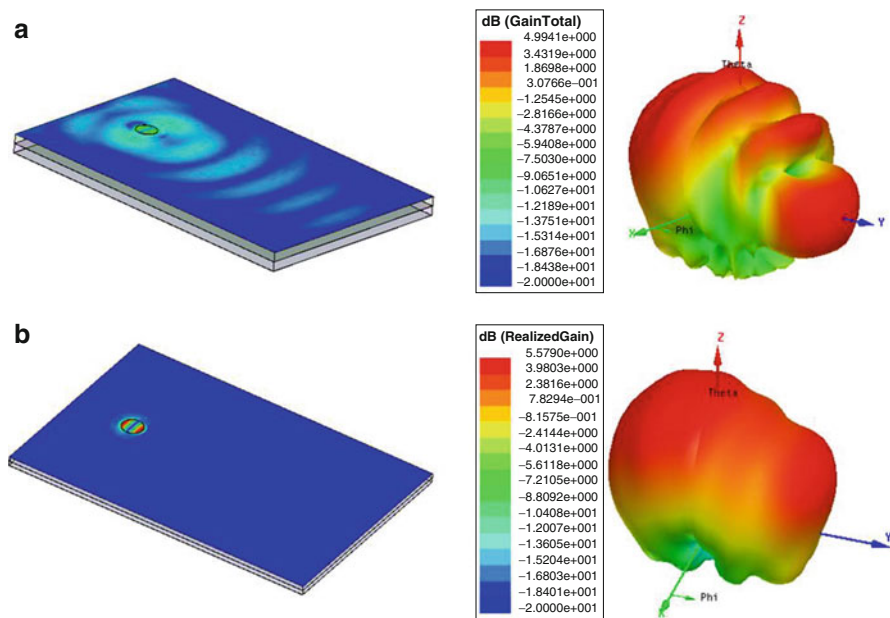 a
dB (GainTotal)
4.9941e+000
3.4319e+000
1.8698e+000
3.0766e−001
−1.2545e+000
−2.8166e+000
−4.3787e+000
−5.9408e+000
−7.5030e+000
−9.0651e+000
−1.0627e+001
−1.2189e+001
−1.3751e+001
−1.5314e+001
−1.6876e+001
−1.8438e+001
−2.0000e+001
Z
Theta
X
Phi
Y
b
dB (RealizedGain)
5.5790e+000
3.9803e+000
2.3816e+000
7.8294e−001
−8.1575e−001
−2.4144e+000
−4.0131e+000
−5.6118e+000
−7.2105e+000
−8.8092e+000
−1.0408e+001
−1.2007e+001
−1.3605e+001
−1.5204e+001
−1.6803e+001
−1.8401e+001
−2.0000e+001
Z
Theta
Y
X
Phi